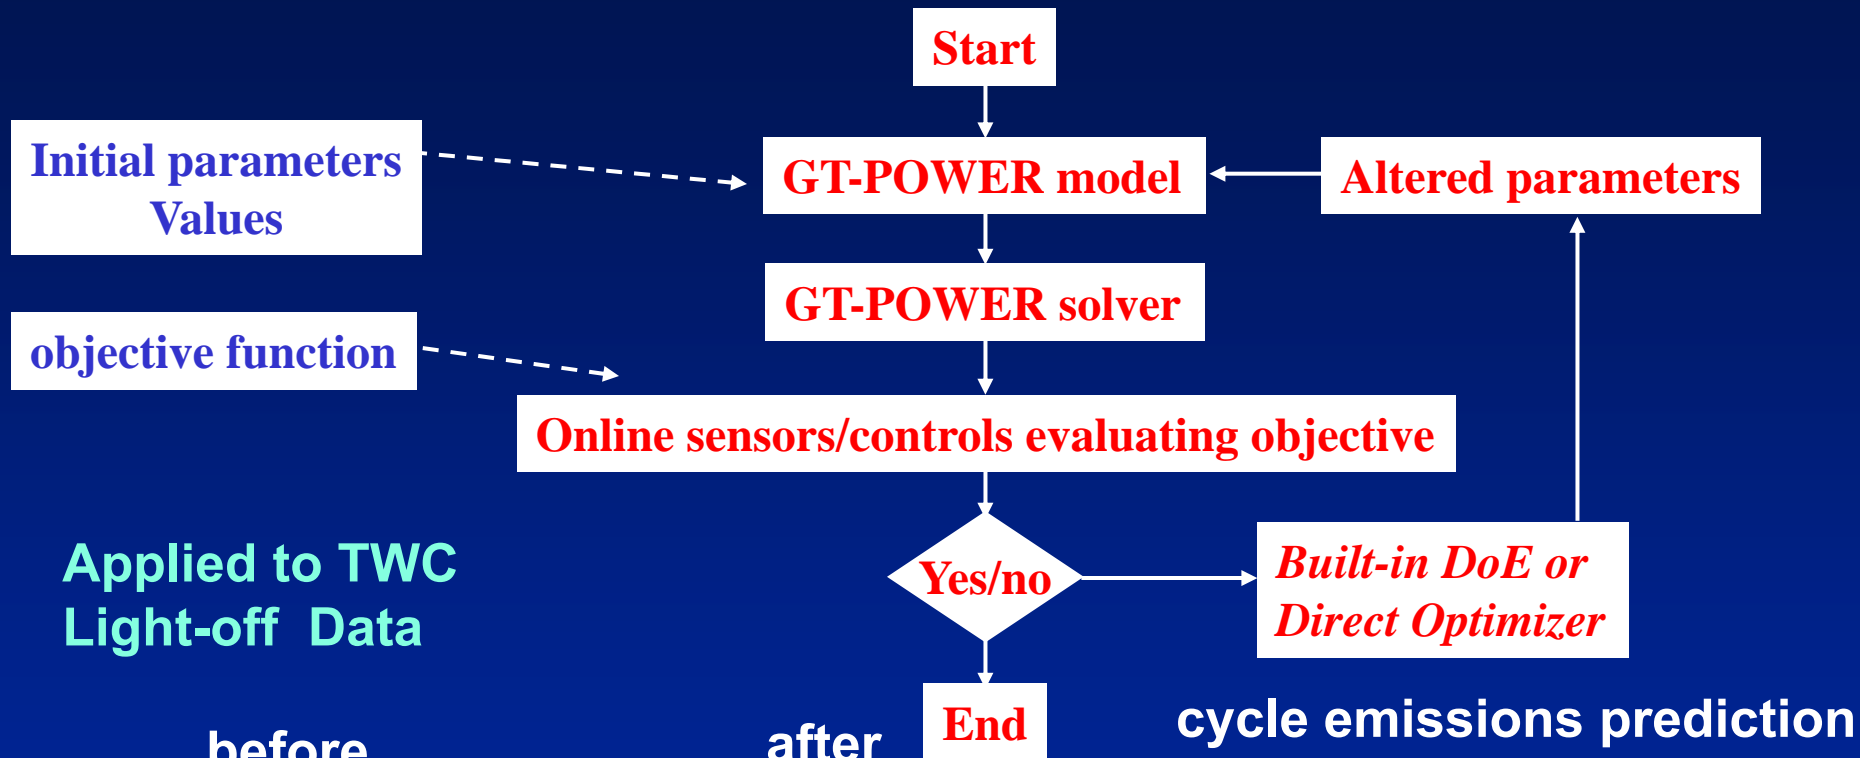 Start
Initial parameters
Values
GT-POWER model
Altered parameters
GT-POWER solver
objective function
Online sensors/controls evaluating objective
Applied to TWC
Light-off Data
Yes/no
Built-in DoE or
Direct Optimizer
before
after
End
cycle emissions prediction